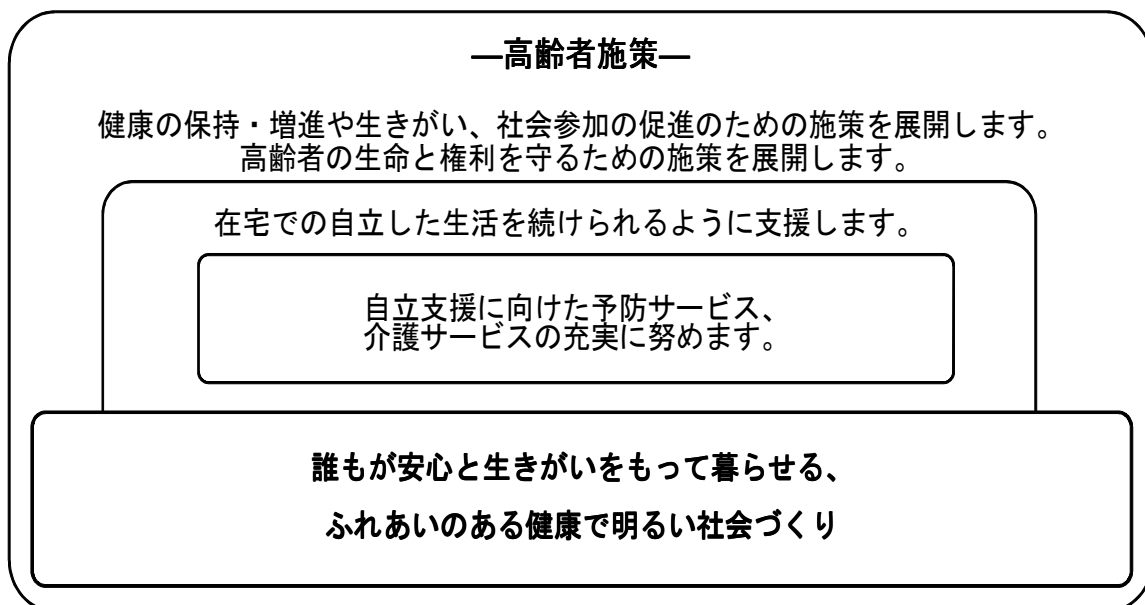 ―高齢者施策―
健康の保持・増進や生きがい、社会参加の促進のための施策を展開します。
高齢者の生命と権利を守るための施策を展開します。
在宅での自立した生活を続けられるように支援します。
自立支援に向けた予防サービス、
介護サービスの充実に努めます。
誰もが安心と生きがいをもって暮らせる、
ふれあいのある健康で明るい社会づくり